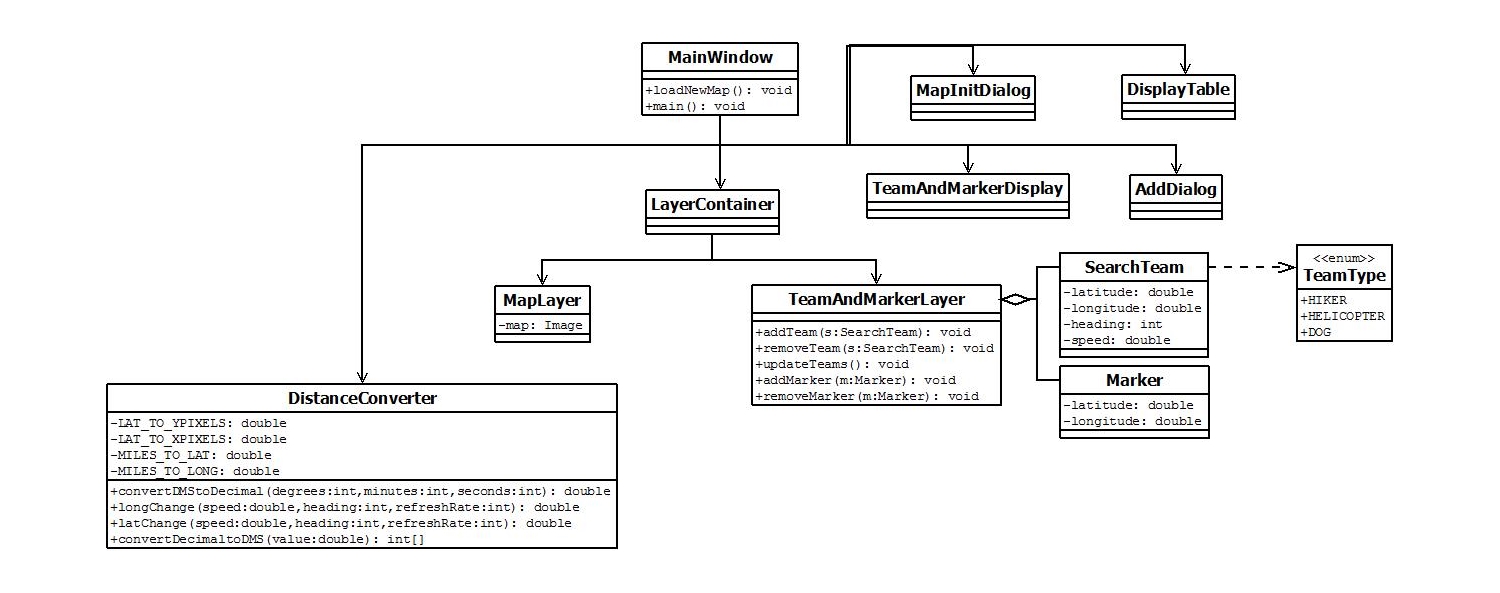 MainWindow
+loadNewMap(): void
+main(): void
MapInitDialog
DisplayTable
LayerContainer
TeamAndMarkerDisplay
AddDialog
MapLayer
-map: Image
TeamAndMarkerLayer
+addTeam(s:SearchTeam): void
+removeTeam(s:SearchTeam): void
+updateTeams(): void
+addMarker(m:Marker): void
+removeMarker(m:Marker): void
SearchTeam
-latitude: double
-longitude: double
-heading: int
-speed: double
<<enum>>
TeamType
+HIKER
+HELICOPTER
+DOG
Marker
-latitude: double
-longitude: double
DistanceConverter
-LAT_TO_YPIXELS: double
-LAT_TO_XPIXELS: double
-MILES_TO_LAT: double
-MILES_TO_LONG: double
+convertDMStoDecimal(degrees:int,minutes:int,seconds:int): double
+longChange(speed:double,heading:int,refreshRate:int): double
+latChange(speed:double,heading:int,refreshRate:int): double
+convertDecimaltoDMS(value:double): int[]